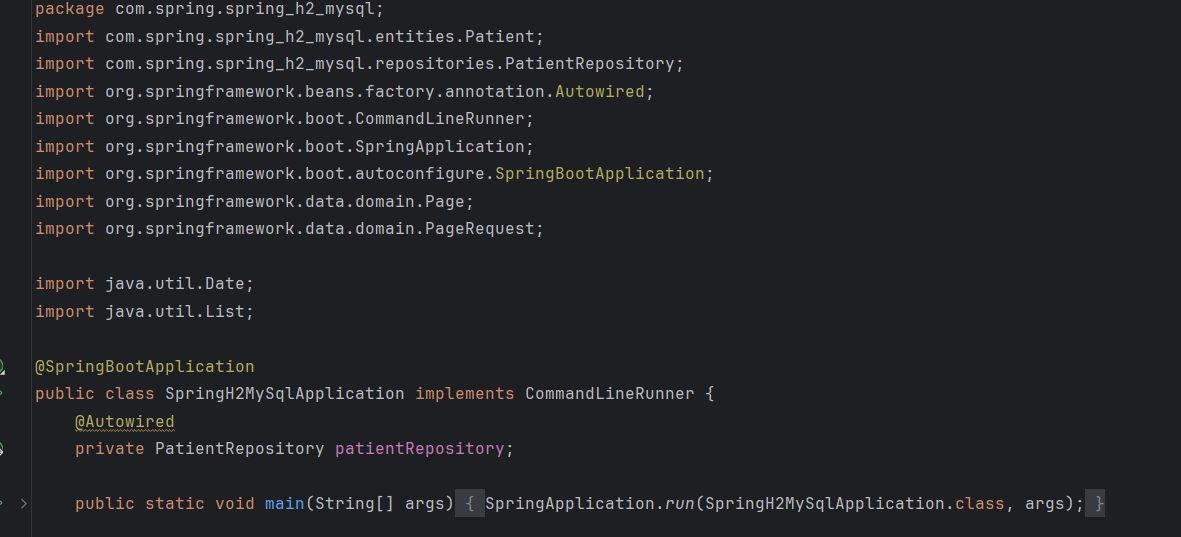 package com.spring.spring_h2_mysql;
import com.spring.spring_h2_mysql.entities.Patient;
import com.spring.spring_h2_mysql.repositories.PatientRepository;
import org.springframework.beans.factory.annotation.Autowired;
import org.springframework.boot.CommandLineRunner;
import org.springframework.boot.SpringApplication;
import org.springframework.boot.autoconfigure.SpringBootApplication;
import org.springframework.data.domain.Page;
import org.springframework.data.domain.PageRequest;
import java.util.Date;
import java.util.List;
@SpringBootApplication
public class SpringH2MySqlApplication implements CommandLineRunner {
@Autowired
private PatientRepository patientRepository;
public static void main(String[] args) { SpringApplication.run(SpringH2MySqlApplication.class, args); }